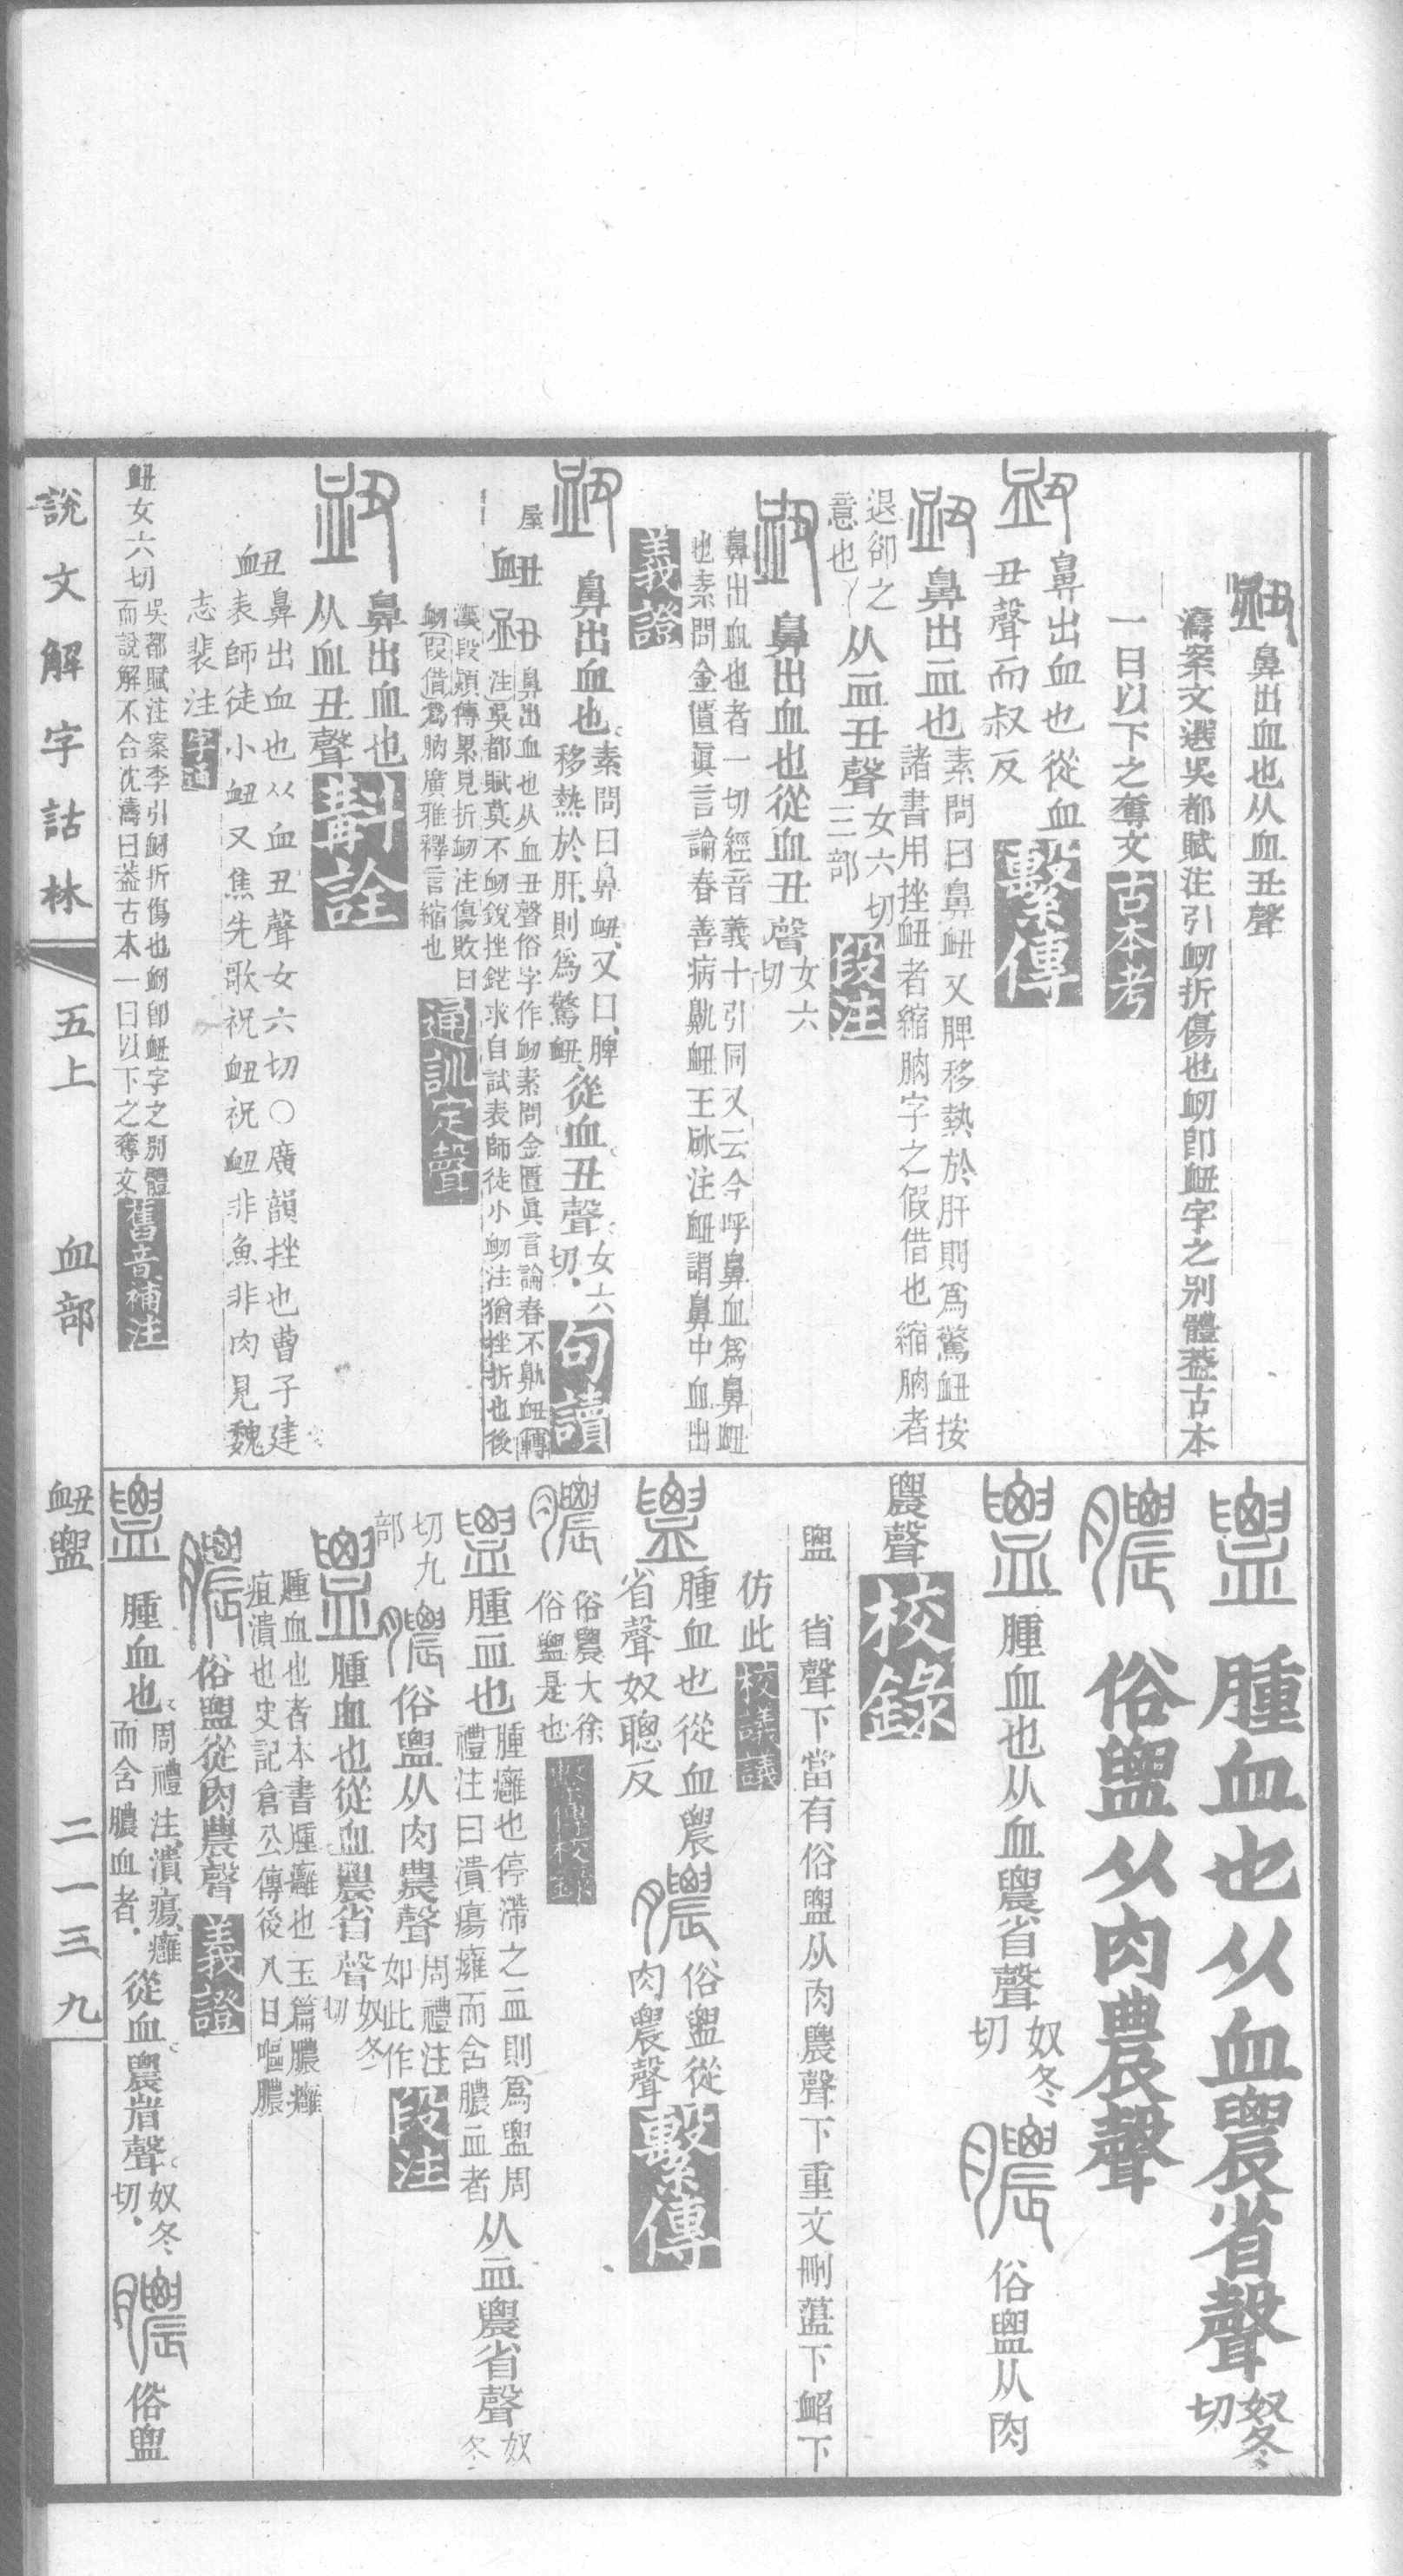 衄 鼻出血也从血丑聲
濤案文選吳都賦注引衂折傷也衂卽衄字之別體葢古本
一曰以下之奪文 古本考
衄 鼻出血也從血
丑聲而叔反 繫傳
衄 鼻出血也
素問曰鼻衄又脾移熱於肝則爲驚衄按
諸書用挫衄者縮朒字之假借也縮朒者
退卻之
意也
从血丑聲
女六切
三部
段注
衄 鼻出血也從血丑聲
女六
切
鼻出血也者一切經音義十引同又云今呼鼻血爲鼻衄
也素問金匱眞言論春善病鼽衄王砅注衄謂鼻中血出
義證
衄 鼻出血也
素問曰鼻衄又曰脾
移熱於肝則爲驚衄
從血丑聲
女六
切
句讀
屋
衄 衄
鼻出血也从血丑聲俗字作衂素問金匱眞言論春不鼽衄轉
注吳都賦莫不衂銳挫鋩求自試表師徒小衂注猶挫折也後
漢段熲傳累見折衂注傷敗曰
衂假借爲朒廣雅釋言縮也
通訓定聲
衄 鼻出血也
从血丑聲 斠詮
衄
鼻出血也从血丑聲女六切○廣韻挫也曹子建
表師徒小衄又焦先歌祝衄祝衄非魚非肉見魏
志裴注 字通
衄女六切
吳都賦注案李引衂折傷也衂卽衄字之別體
而說解不合沈濤曰葢古本一曰以下之奪文
舊音補注
盥 腫血也从血䢉省聲
奴冬
切
膿 俗盥从肉農聲
腫血也从血䢉省聲
奴冬
切
膿 俗盥从肉
䢉聲 校錄
省聲下當有俗盥从肉農聲下重文刪薀下䘓下
仿此 校議議
腫血也從血䢉
省聲奴聰反
膿
俗盥從
肉䢉聲
繫傳
膿
俗䢉大徐
俗盥是也
繫傳校錄
腫血也
腫癰也停滯之血則爲盥周
禮注曰潰瘍癰而含膿血者
从血䢉省聲
奴冬
切九
部
膿 俗盥从肉農聲
周禮注
如此作
段注
腫血也從血農省聲
奴冬
切
腫血也者本書腫癰也玉篇膿癰
疽潰也史記倉公傳後八日嘔膿
膿 俗盥從肉農聲 義證
腫血也
周禮注潰瘍癰
而含膿血者
從血農省聲
奴冬
切
膿 俗盥
說文解字詁林 五上 血部 衄盥 二一三九